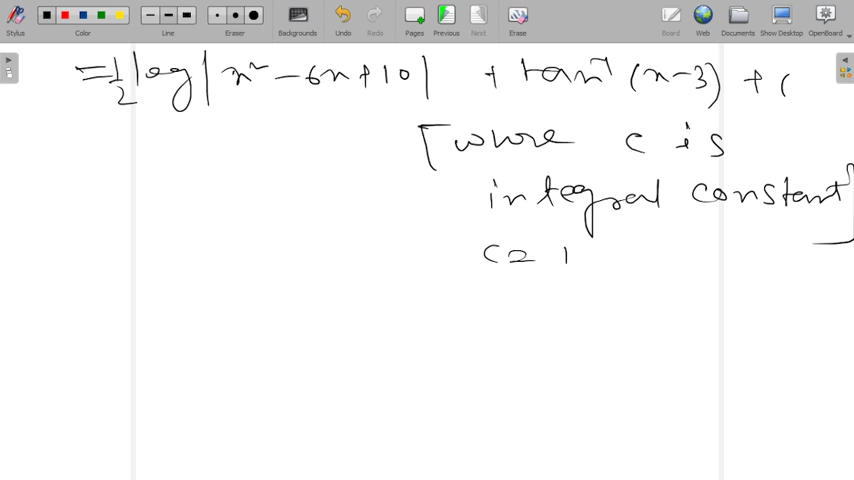 Stylus Color Line Eraser Backgrounds Undo Redo Pages Previous Next Erase Board Web Documents Show Desktop OpenBoard
= 1/2 log|x² - 6x + 10| + tan⁻¹ (x-3) + C
[where c is
integral constant]
c = 1